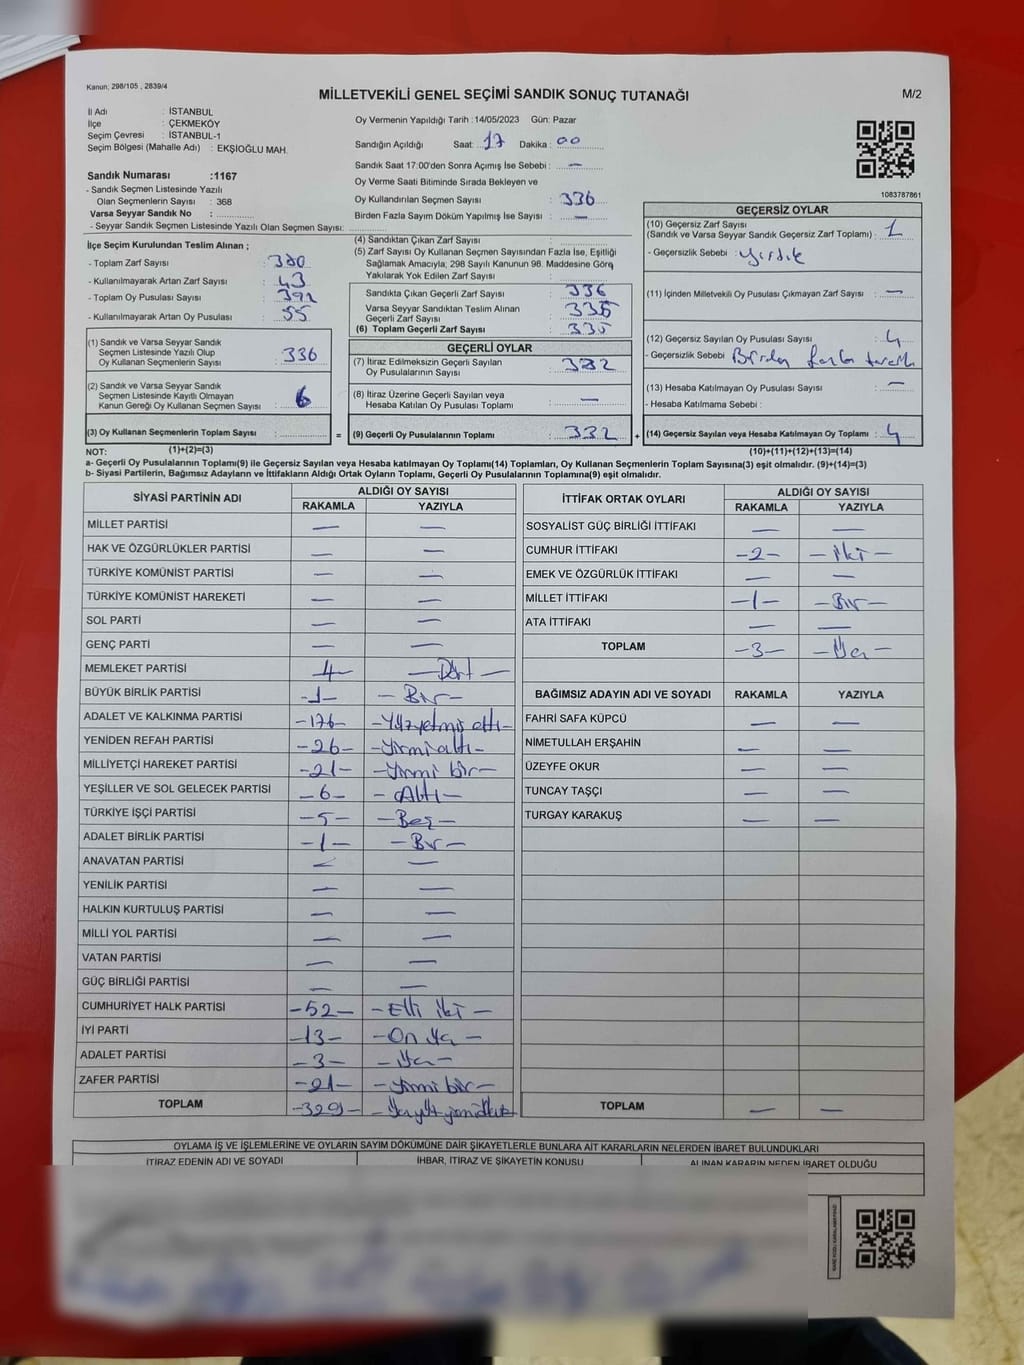 Kanun, 298/105 , 2839/4
MİLLETVEKİLİ GENEL SEÇİMİ SANDIK SONUÇ TUTANAĞI
M/2
İl Adı : İSTANBUL
İlçe : ÇEKMEKÖY
Seçim Çevresi : İSTANBUL-1
Seçim Bölgesi (Mahalle Adı) : EKŞİOĞLU MAH.
Sandık Numarası :1167
- Sandık Seçmen Listesinde Yazılı
Olan Seçmenlerin Sayısı : 368
Varsa Seyyar Sandık No :
- Seyyar Sandık Seçmen Listesinde Yazılı Olan Seçmen Sayısı:
Oy Vermenin Yapıldığı Tarih :14/05/2023 Gün: Pazar
Sandığın Açıldığı Saat: 17 Dakika : 00
Sandık Saat 17:00'den Sonra Açımış İse Sebebi : —
Oy Verme Saati Bitiminde Sırada Bekleyen ve
Oy Kullandırılan Seçmen Sayısı : 336
Birden Fazla Sayım Döküm Yapılmış İse Sayısı : —
1083787861
İlçe Seçim Kurulundan Teslim Alınan ;
- Toplam Zarf Sayısı : 380
- Kullanılmayarak Artan Zarf Sayısı : 43
- Toplam Oy Pusulası Sayısı :
- Kullanılmayarak Artan Oy Pusulası : 55
(1) Sandık ve Varsa Seyyar Sandık
Seçmen Listesinde Yazılı Olup
Oy Kullanan Seçmenlerin Sayısı : 336
(2) Sandık ve Varsa Seyyar Sandık
Seçmen Listesinde Kayıtlı Olmayan
Kanun Gereği Oy Kullanan Seçmen Sayısı :
(3) Oy Kullanan Seçmenlerin Toplam Sayısı :
(4) Sandıktan Çıkan Zarf Sayısı :
(5) Zarf Sayısı Oy Kullanan Seçmen Sayısından Fazla İse, Eşitliği
Sağlamak Amacıyla; 298 Sayılı Kanunun 98. Maddesine Göre
Yakılarak Yok Edilen Zarf Sayısı :
Sandıkta Çıkan Geçerli Zarf Sayısı : 336
Varsa Seyyar Sandıktan Teslim Alınan
Geçerli Zarf Sayısı :
(6) Toplam Geçerli Zarf Sayısı : 335
GEÇERLİ OYLAR
(7) İtiraz Edilmeksizin Geçerli Sayılan
Oy Pusulalarının Sayısı : 332
(8) İtiraz Üzerine Geçerli Sayılan veya
Hesaba Katılan Oy Pusulası Toplamı : —
= (9) Geçerli Oy Pusulalarının Toplamı : 332
GEÇERSİZ OYLAR
(10) Geçersiz Zarf Sayısı
(Sandık ve Varsa Seyyar Sandık Geçersiz Zarf Toplamı) : 1
- Geçersizlik Sebebi : yırtık
(11) İçinden Milletvekili Oy Pusulası Çıkmayan Zarf Sayısı : —
(12) Geçersiz Sayılan Oy Pusulası Sayısı : 4
- Geçersizlik Sebebi Birden fazla
(13) Hesaba Katılmayan Oy Pusulası Sayısı : —
- Hesaba Katılmama Sebebi :
+ (14) Geçersiz Sayılan veya Hesaba Katılmayan Oy Toplamı : 4
NOT: (1)+(2)=(3) (10)+(11)+(12)+(13)=(14)
a- Geçerli Oy Pusulalarının Toplamı(9) ile Geçersiz Sayılan veya Hesaba katılmayan Oy Toplamı(14) Toplamları, Oy Kullanan Seçmenlerin Toplam Sayısına(3) eşit olmalıdır. (9)+(14)=(3)
b- Siyasi Partilerin, Bağımsız Adayların ve İttifakların Aldığı Oyların Toplamı, Geçerli Oy Pusulalarının Toplamına(9) eşit olmalıdır.
SİYASİ PARTİNİN ADI ALDIĞI OY SAYISI
RAKAMLA YAZIYLA
MİLLET PARTİSİ — —
HAK VE ÖZGÜRLÜKLER PARTİSİ — —
TÜRKİYE KOMÜNİST PARTİSİ — —
TÜRKİYE KOMÜNİST HAREKETİ — —
SOL PARTİ — —
GENÇ PARTİ — —
MEMLEKET PARTİSİ 4— —Dört—
BÜYÜK BİRLİK PARTİSİ -1- —Bir—
ADALET VE KALKINMA PARTİSİ —176— —Yüzyetmiş altı—
YENİDEN REFAH PARTİSİ —26— —Yirmi altı—
MİLLİYETÇİ HAREKET PARTİSİ —21— —Yirmi bir—
YEŞİLLER VE SOL GELECEK PARTİSİ —6— —Altı—
TÜRKİYE İŞÇİ PARTİSİ —5— —Beş—
ADALET BİRLİK PARTİSİ —1— —Bir—
ANAVATAN PARTİSİ — —
YENİLİK PARTİSİ — —
HALKIN KURTULUŞ PARTİSİ — —
MİLLİ YOL PARTİSİ — —
VATAN PARTİSİ — —
GÜÇ BİRLİĞİ PARTİSİ — —
CUMHURİYET HALK PARTİSİ —52— —Elli iki—
İYİ PARTİ —13— —On üç—
ADALET PARTİSİ —3— —Üç—
ZAFER PARTİSİ —21— —Yirmi bir—
TOPLAM —329— —Üçyüz yirmidokuz
İTTİFAK ORTAK OYLARI ALDIĞI OY SAYISI
RAKAMLA YAZIYLA
SOSYALİST GÜÇ BİRLİĞİ İTTİFAKI — —
CUMHUR İTTİFAKI —2— —İki—
EMEK VE ÖZGÜRLÜK İTTİFAKI — —
MİLLET İTTİFAKI —1— —Bir—
ATA İTTİFAKI — —
TOPLAM —3— —Üç—
BAĞIMSIZ ADAYIN ADI VE SOYADI RAKAMLA YAZIYLA
FAHRİ SAFA KÜPCÜ — —
NİMETULLAH ERŞAHİN — —
ÜZEYFE OKUR — —
TUNCAY TAŞÇI — —
TURGAY KARAKUŞ — —
TOPLAM — —
OYLAMA İŞ VE İŞLEMLERİNE VE OYLARIN SAYIM DÖKÜMÜNE DAİR ŞİKAYETLERLE BUNLARA AİT KARARLARIN NELERDEN İBARET BULUNDUKLARI
İTİRAZ EDENİN ADI VE SOYADI İHBAR, İTİRAZ VE ŞİKAYETİN KONUSU ALINAN KARARIN NEDEN İBARET OLDUĞU